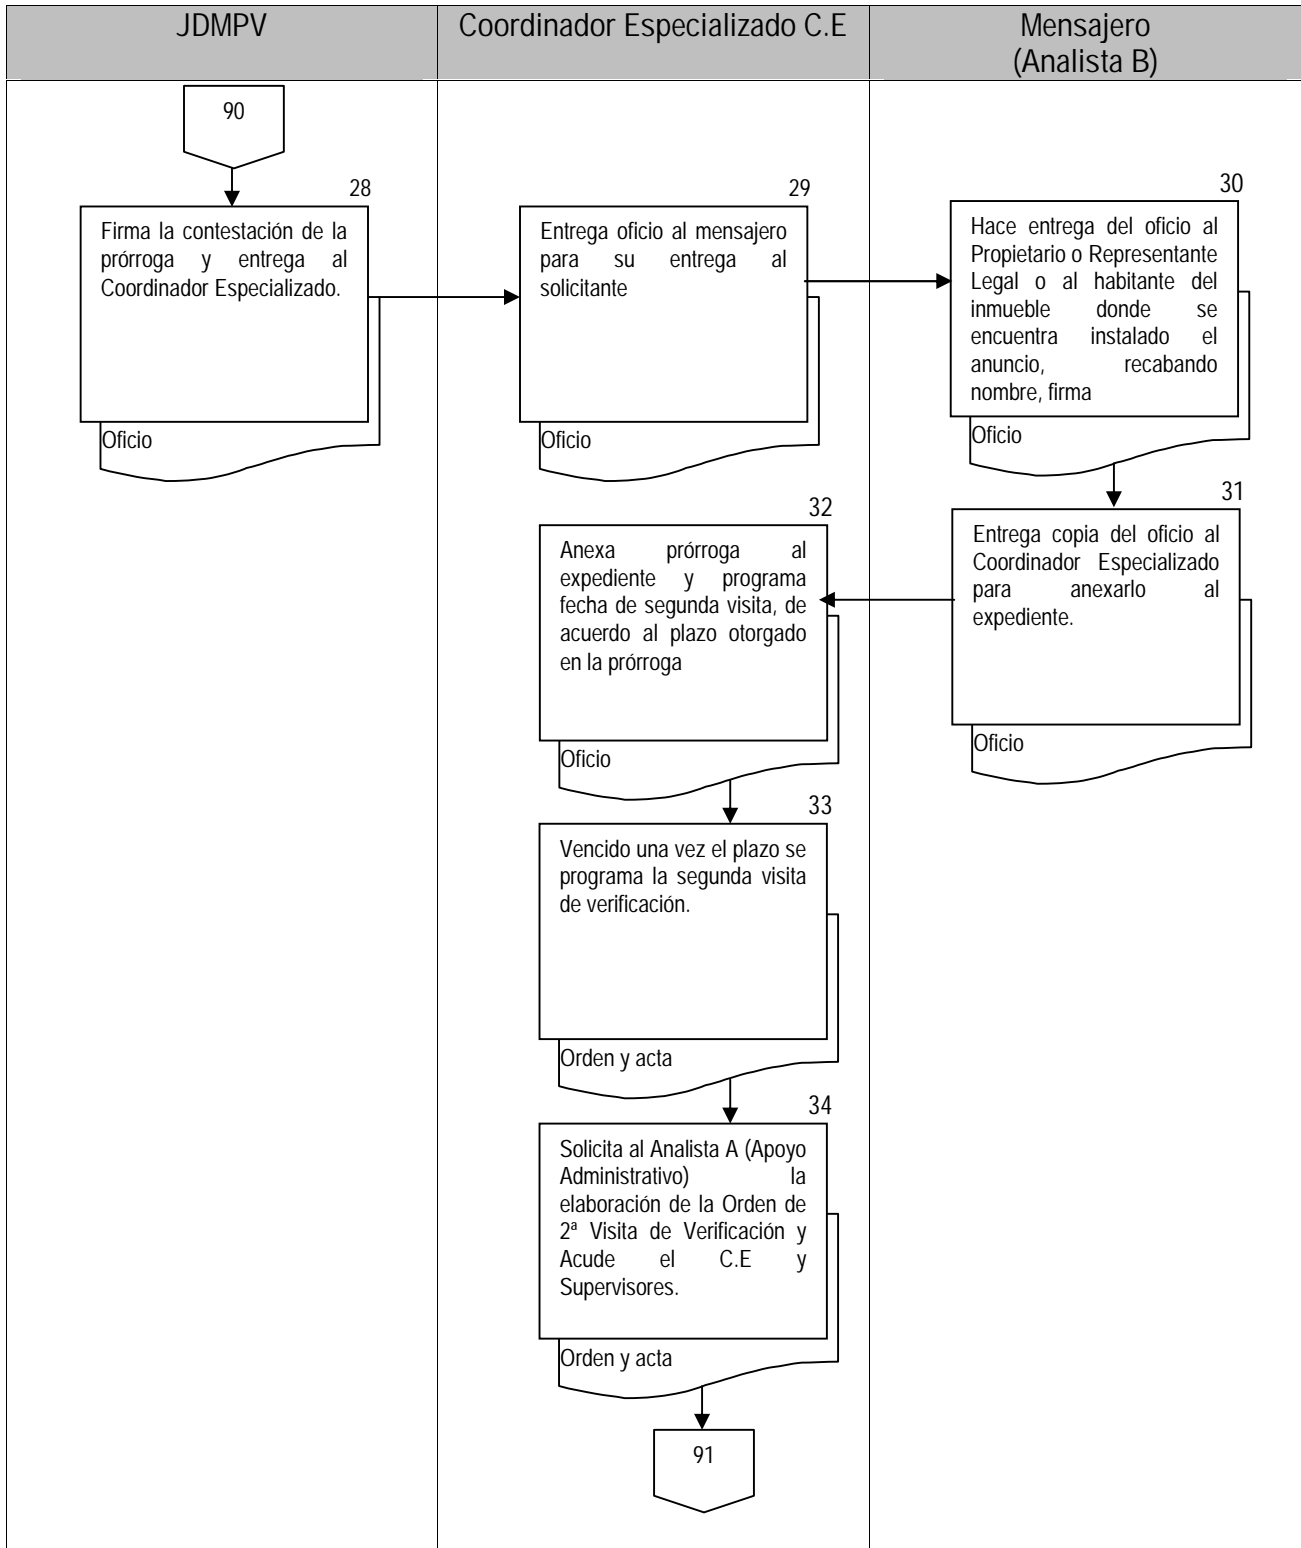 JDMPV
Coordinador Especializado C.E
Mensajero
(Analista B)
90
28
Firma la contestación de la
prórroga y entrega al
Coordinador Especializado.
Oficio
29
Entrega oficio al mensajero
para su entrega al
solicitante
Oficio
30
Hace entrega del oficio al
Propietario o Representante
Legal o al habitante del
inmueble donde se
encuentra instalado el
anuncio, recabando
nombre, firma
Oficio
31
Entrega copia del oficio al
Coordinador Especializado
para anexarlo al
expediente.
Oficio
32
Anexa prórroga al
expediente y programa
fecha de segunda visita, de
acuerdo al plazo otorgado
en la prórroga
Oficio
33
Vencido una vez el plazo se
programa la segunda visita
de verificación.
Orden y acta
34
Solicita al Analista A (Apoyo
Administrativo) la
elaboración de la Orden de
2ª Visita de Verificación y
Acude el C.E y
Supervisores.
Orden y acta
91